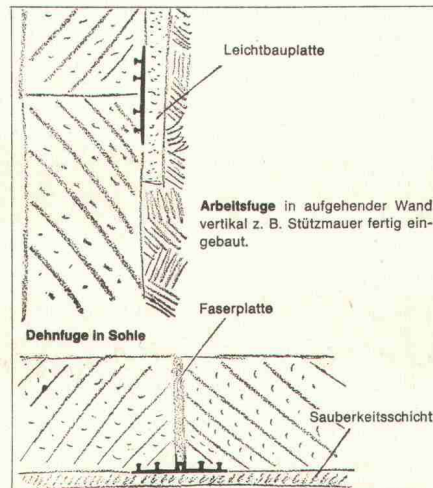 Leichtbauplatte
Arbeitsfuge in aufgehender Wand
vertikal z. B. Stützmauer fertig ein-
gebaut.
Faserplatte
Dehnfuge in Sohle
Sauberkeitsschicht